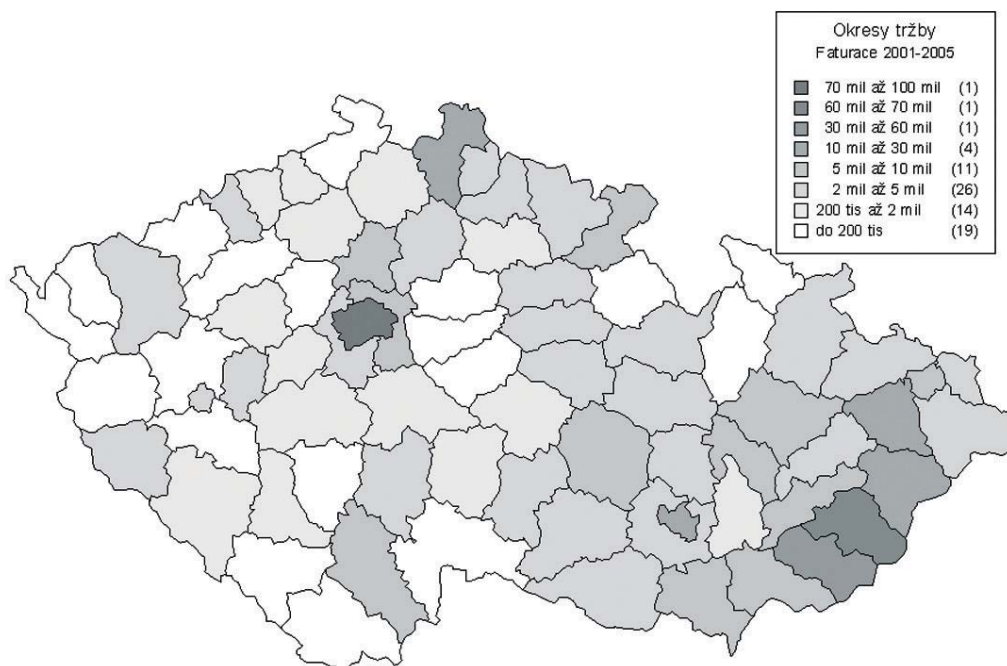 Okresy tržby
Faturace 2001-2005
70 mil až 100 mil (1)
60 mil až 70 mil (1)
30 mil až 60 mil (1)
10 mil až 30 mil (4)
5 mil až 10 mil (11)
2 mil až 5 mil (26)
200 tis až 2 mil (14)
do 200 tis (19)